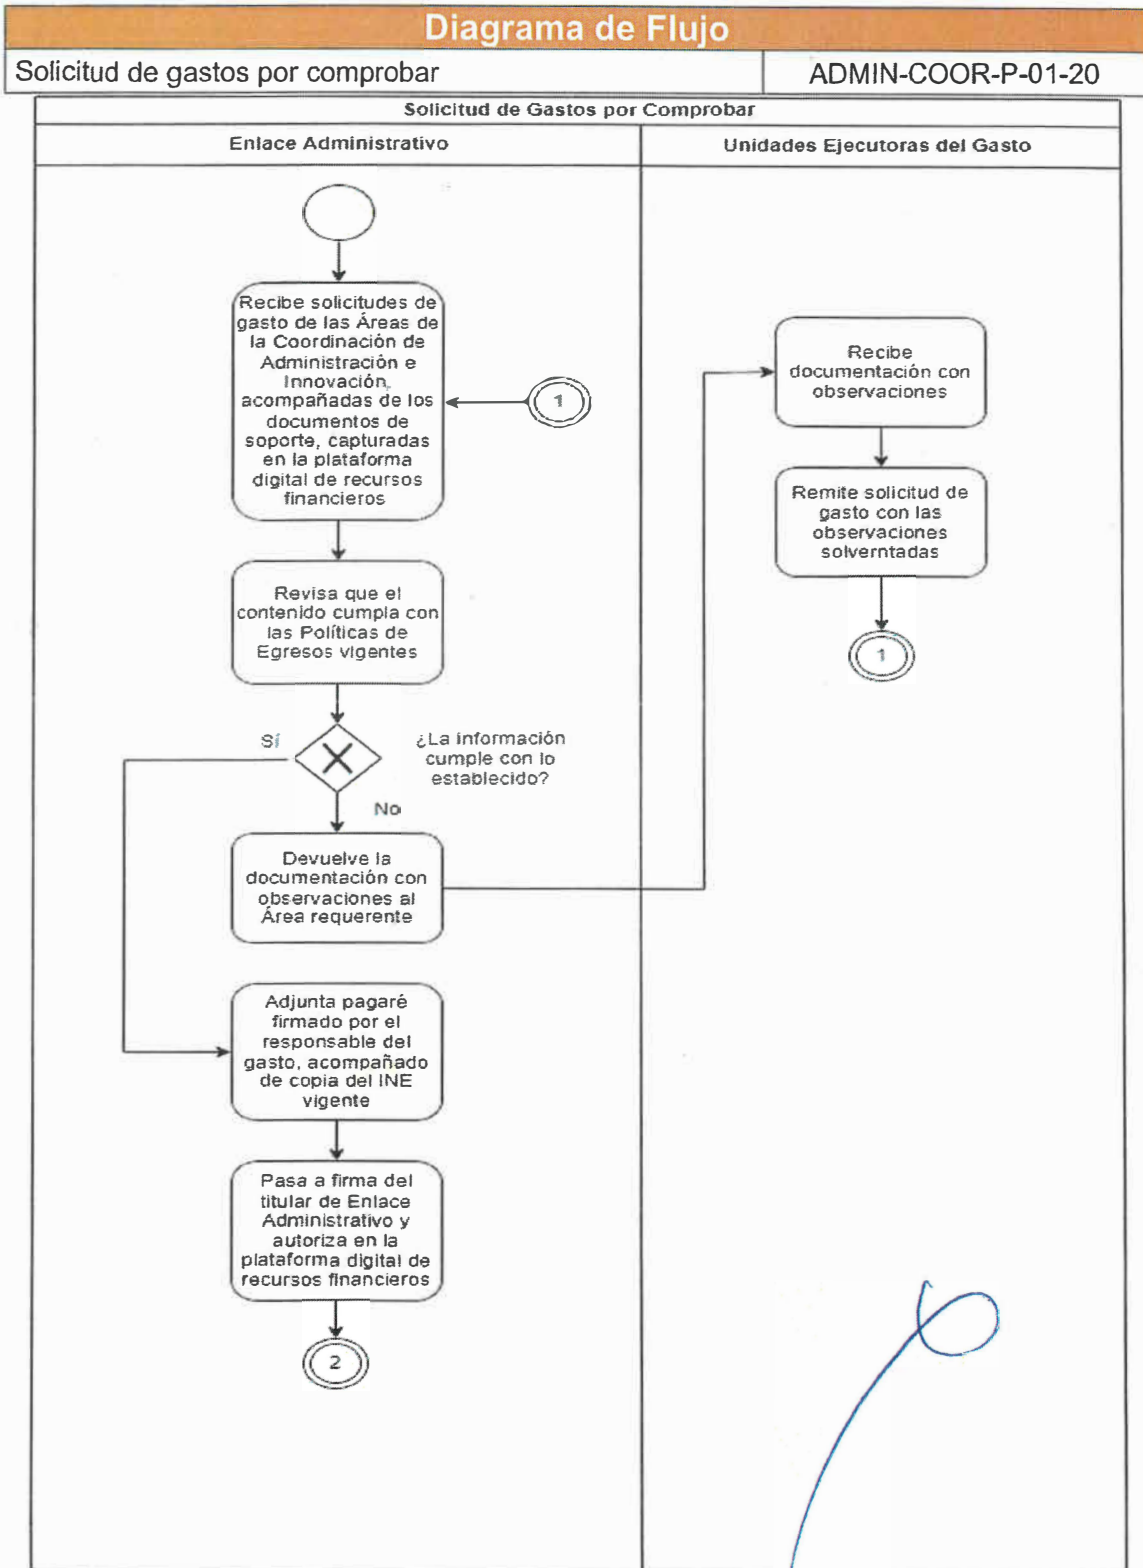 Diagrama de Flujo
Solicitud de gastos por comprobar
ADMIN-COOR-P-01-20
Solicitud de Gastos por Comprobar
Enlace Administrativo
Unidades Ejecutoras del Gasto
Recibe solicitudes de
gasto de las Áreas de
la Coordinación de
Administración e
Innovación,
acompañadas de los
documentos de
soporte, capturadas
en la plataforma
digital de recursos
financieros
1
Revisa que el
contenido cumpla con
las Políticas de
Egresos vigentes
Sí
¿La información
cumple con lo
establecido?
No
Devuelve la
documentación con
observaciones al
Área requerente
Adjunta pagaré
firmado por el
responsable del
gasto, acompañado
de copia del INE
vigente
Pasa a firma del
titular de Enlace
Administrativo y
autoriza en la
plataforma digital de
recursos financieros
2
Recibe
documentación con
observaciones
Remite solicitud de
gasto con las
observaciones
solverntadas
1